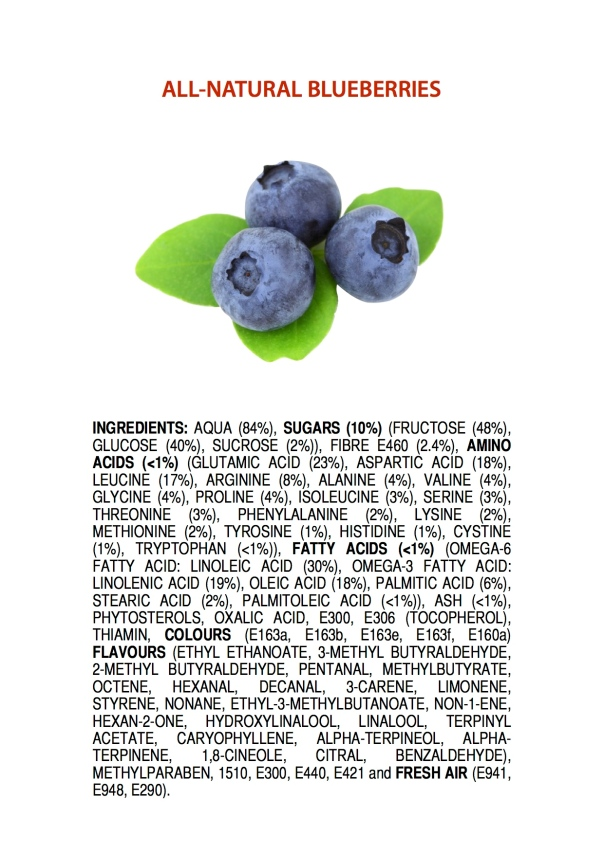 ALL-NATURAL BLUEBERRIES
INGREDIENTS: AQUA (84%), SUGARS (10%) (FRUCTOSE (48%),
GLUCOSE (40%), SUCROSE (2%)), FIBRE E460 (2.4%), AMINO
ACIDS (<1%) (GLUTAMIC ACID (23%), ASPARTIC ACID (18%),
LEUCINE (17%), ARGININE (8%), ALANINE (4%), VALINE (4%),
GLYCINE (4%), PROLINE (4%), ISOLEUCINE (3%), SERINE (3%),
THREONINE (3%), PHENYLALANINE (2%), LYSINE (2%),
METHIONINE (2%), TYROSINE (1%), HISTIDINE (1%), CYSTINE
(1%), TRYPTOPHAN (<1%)), FATTY ACIDS (<1%) (OMEGA-6
FATTY ACID: LINOLEIC ACID (30%), OMEGA-3 FATTY ACID:
LINOLENIC ACID (19%), OLEIC ACID (18%), PALMITIC ACID (6%),
STEARIC ACID (2%), PALMITOLEIC ACID (<1%)), ASH (<1%),
PHYTOSTEROLS, OXALIC ACID, E300, E306 (TOCOPHEROL),
THIAMIN, COLOURS (E163a, E163b, E163e, E163f, E160a)
FLAVOURS (ETHYL ETHANOATE, 3-METHYL BUTYRALDEHYDE,
2-METHYL BUTYRALDEHYDE, PENTANAL, METHYLBUTYRATE,
OCTENE, HEXANAL, DECANAL, 3-CARENE, LIMONENE,
STYRENE, NONANE, ETHYL-3-METHYLBUTANOATE, NON-1-ENE,
HEXAN-2-ONE, HYDROXYLINALOOL, LINALOOL, TERPINYL
ACETATE, CARYOPHYLLENE, ALPHA-TERPINEOL, ALPHA-
TERPINENE, 1,8-CINEOLE, CITRAL, BENZALDEHYDE),
METHYLPARABEN, 1510, E300, E440, E421 and FRESH AIR (E941,
E948, E290).